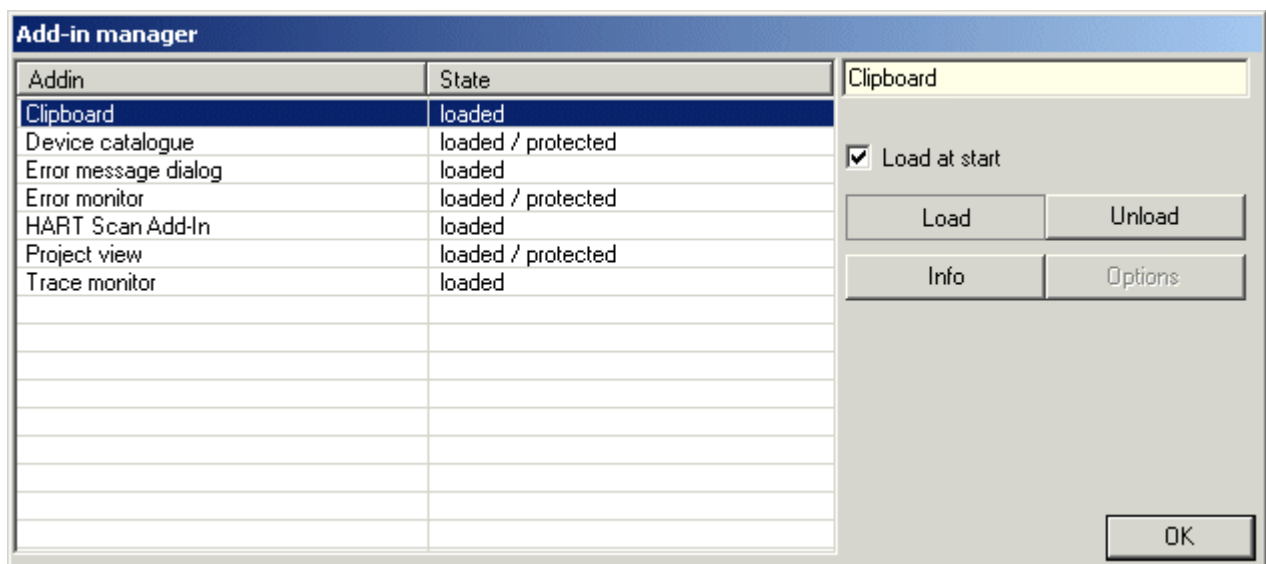 Add-in manager
Addin State
Clipboard loaded
Device catalogue loaded / protected
Error message dialog loaded
Error monitor loaded / protected
HART Scan Add-In loaded
Project view loaded / protected
Trace monitor loaded
Clipboard
Load at start
Load Unload
Info Options
OK